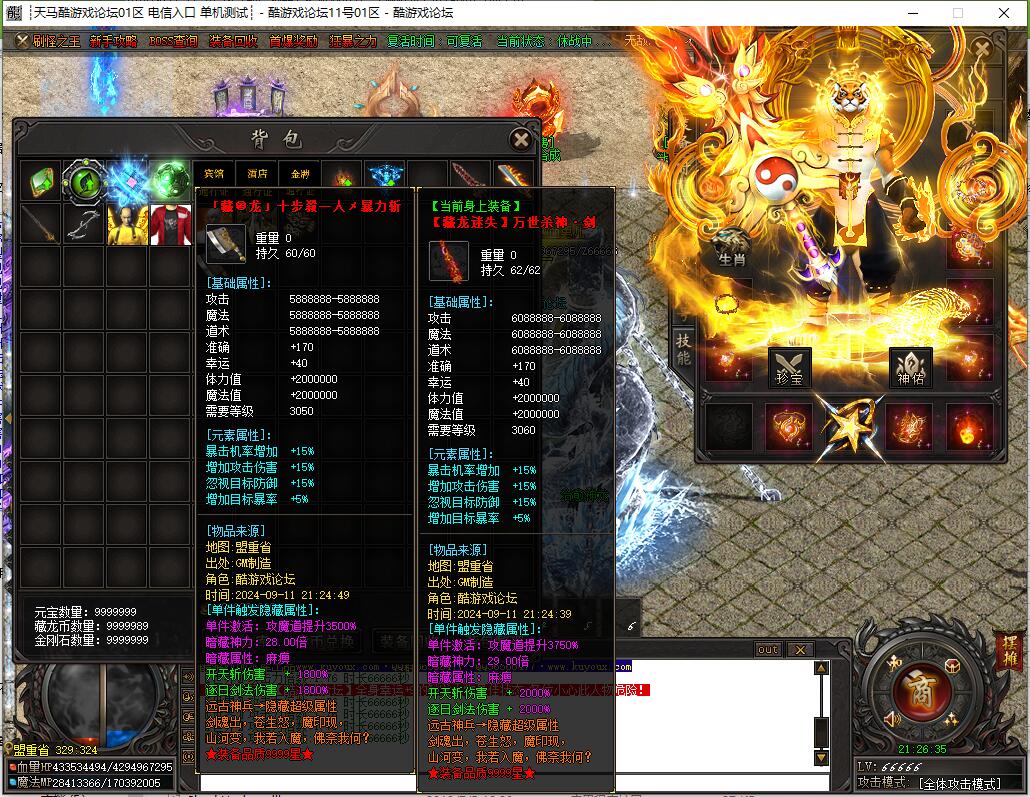 天马酷游戏论坛01区 电信入口 单机测试 - 酷游戏论坛11号01区 - 酷游戏论坛
刷怪之王 新手攻略 BOSS查询 装备回收 首爆奖励 狂暴之力 复活时间:可复活 当前状态:休战中
背包
宾馆 酒店 金牌
「藏龙」十步殺一人〆暴力斩
重量 0
持久 60/60
[基础属性]:
攻击 5888888-5888888
魔法 5888888-5888888
道术 5888888-5888888
准确 +170
幸运 +40
体力值 +2000000
魔法值 +2000000
需要等级 3050
[元素属性]:
暴击机率增加 +15%
增加攻击伤害 +15%
忽视目标防御 +15%
增加目标暴率 +5%
[物品来源]
地图:盟重省
出处:GM制造
角色:酷游戏论坛
时间:2024-09-11 21:24:49
[单件触发隐藏属性]:
单件激活: 攻魔道提升3500%
暗藏神力: 28.00倍
暗藏属性: 麻痹
开天斩伤害 + 1800%
逐日剑法伤害 + 1800%
远古神兵→隐藏超级属性
剑魂出，苍生怒，魔印现，
山河变，我若入魔，佛奈我何?
★装备品质9999星★
【当前身上装备】
【藏龙迷失】万世杀神·剑
重量 0
持久 62/62
[基础属性]:
攻击 6088888-6088888
魔法 6088888-6088888
道术 6088888-6088888
准确 +170
幸运 +40
体力值 +2000000
魔法值 +2000000
需要等级 3060
[元素属性]:
暴击机率增加 +15%
增加攻击伤害 +15%
忽视目标防御 +15%
增加目标暴率 +5%
[物品来源]
地图:盟重省
出处:GM制造
角色:酷游戏论坛
时间:2024-09-11 21:24:39
[单件触发隐藏属性]:
单件激活: 攻魔道提升3750%
暗藏神力: 29.00倍
暗藏属性: 麻痹
开天斩伤害 + 2000%
逐日剑法伤害 + 2000%
远古神兵→隐藏超级属性
剑魂出，苍生怒，魔印现，
山河变，我若入魔，佛奈我何?
★装备品质9999星★
生肖
技能
珍宝
神佑
元宝数量: 9999999
藏龙币数量: 9999989
金刚石数量: 9999999
out
盟重省 329:324
血量HP433534494/4294967295
魔法MP28413366/170392005
商
摆摊
21:26:35
LV: 66666
攻击模式: [全体攻击模式]